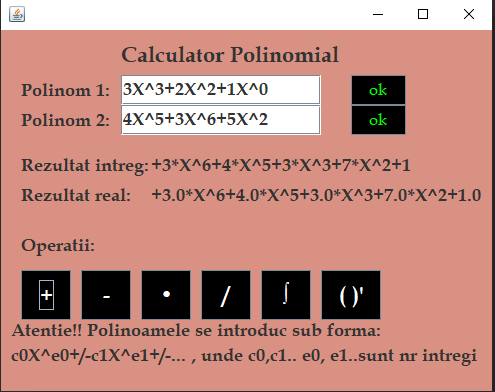 Calculator Polinomial
Polinom 1: 3X^3+2X^2+1X^0 ok
Polinom 2: 4X^5+3X^6+5X^2 ok
Rezultat intreg: +3*X^6+4*X^5+3*X^3+7*X^2+1
Rezultat real: +3.0*X^6+4.0*X^5+3.0*X^3+7.0*X^2+1.0
Operatii:
+ - • / ∫ ( )'
Atentie!! Polinoamele se introduc sub forma:
c0X^e0+/-c1X^e1+/-... , unde c0,c1.. e0, e1..sunt nr intregi